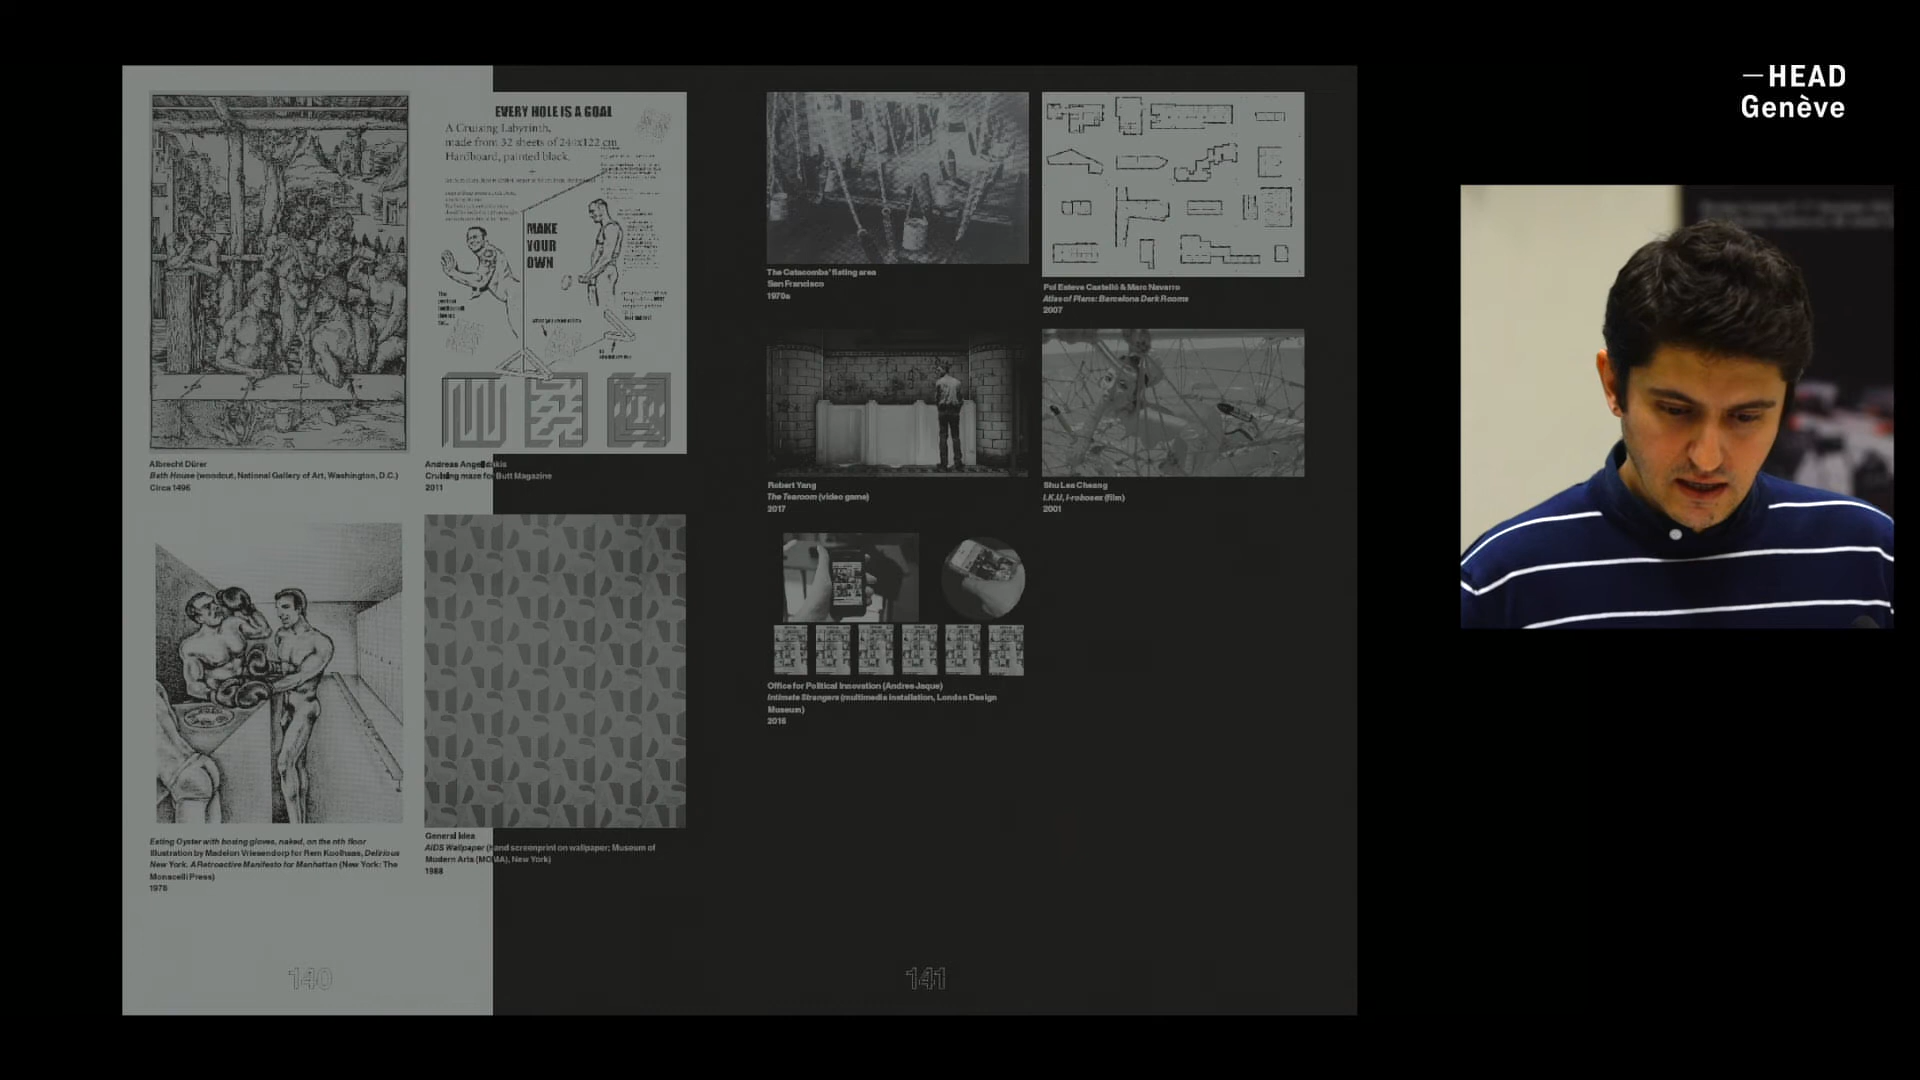 HEAD
Genève
EVERY HOLE IS A GOAL
A Cruising Labyrinth,
made from 32 sheets of 244x122 cm
Hardboard, painted black.
MAKE
YOUR
OWN
Albrecht Dürer
Bath House (woodcut, National Gallery of Art, Washington, D.C.)
Circa 1496
Andreas Angelidakis
Cruising maze for Butt Magazine
2011
Eating Oyster with boxing gloves, naked, on the nth floor
Illustration by Madelon Vriesendorp for Rem Koolhaas, Delirious
New York. A Retroactive Manifesto for Manhattan (New York: The
Monacelli Press)
1978
General Idea
AIDS Wallpaper (hand screenprint on wallpaper; Museum of
Modern Arts (MOMA), New York)
1988
140
The Catacombs' fisting area
San Francisco
1970s
Pol Esteve Castelló & Marc Navarro
Atlas of Plans: Barcelona Dark Rooms
2007
Robert Yang
The Tearoom (video game)
2017
Shu Lea Cheang
I.K.U, I-robosex (film)
2001
Office for Political Innovation (Andres Jaque)
Intimate Strangers (multimedia installation, London Design
Museum)
2016
141